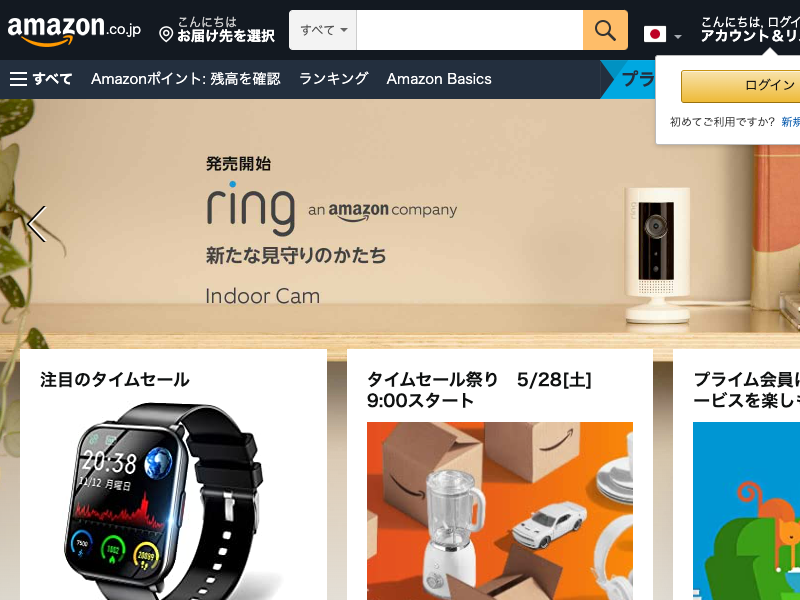 amazon.co.jp
こんにちは
お届け先を選択
すべて
こんにちは, ログイ
アカウント&リ
すべて
Amazonポイント: 残高を確認
ランキング
Amazon Basics
プラ
ログイン
初めてご利用ですか? 新規
発売開始
ring an amazon company
新たな見守りのかたち
Indoor Cam
ring
注目のタイムセール
タイムセール祭り 5/28[土]
9:00スタート
プライム会員に
ービスを楽しも
20:38
11/12 月曜日
7500
1002
20899